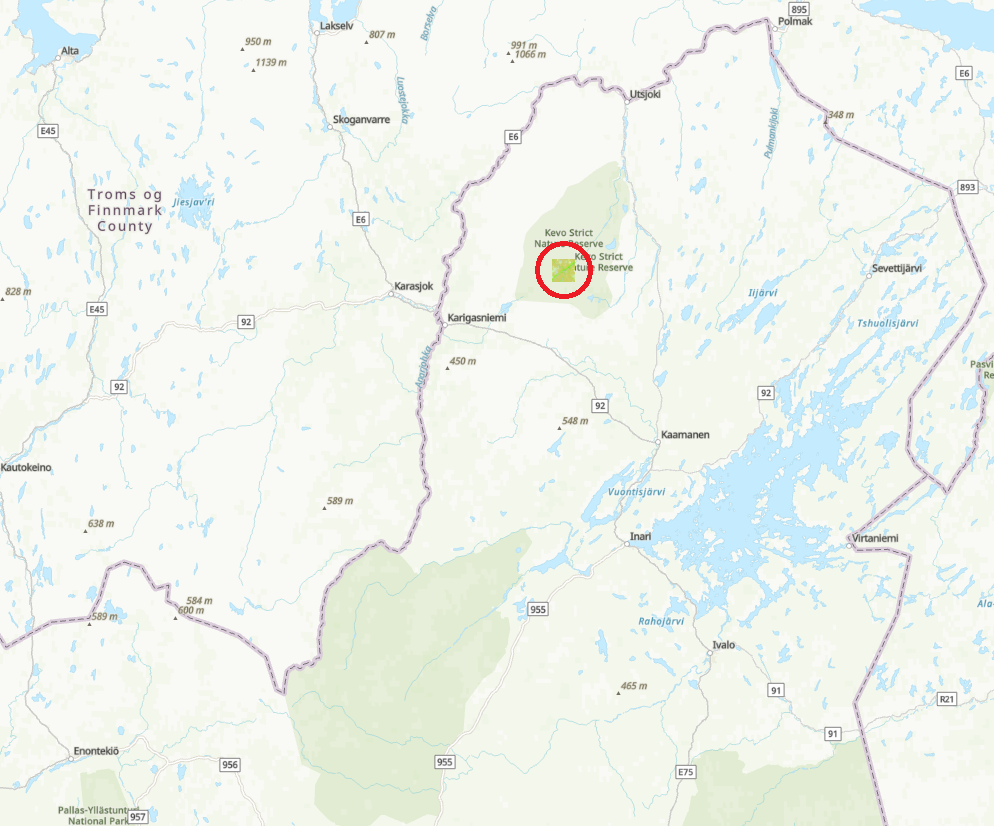 895
Polmak
Lakselv
Borselva
807 m
950 m
991 m
1066 m
Alta
1139 m
E6
Luostejokka
Utsjoki
348 m
Skoganvarre
E45
E6
Pulmankijoki
893
Troms og
Finnmark
County
Jiesjav'ri
E6
Kevo Strict
Nature Reserve
Kevo Strict
Nature Reserve
Sevettijärvi
828 m
Karasjok
Iijärvi
E45
92
Karigasniemi
Tshuolisjärvi
450 m
Pasvi
Re
92
92
92
548 m
Kaamanen
Kautokeino
Vuontisjärvi
589 m
638 m
Inari
Virtaniemi
584 m
600 m
589 m
955
Rahojärvi
Ala
Ivalo
465 m
91
R21
91
Enontekiö
956
955
E75
Pallas-Yllästunturi
National Park
957